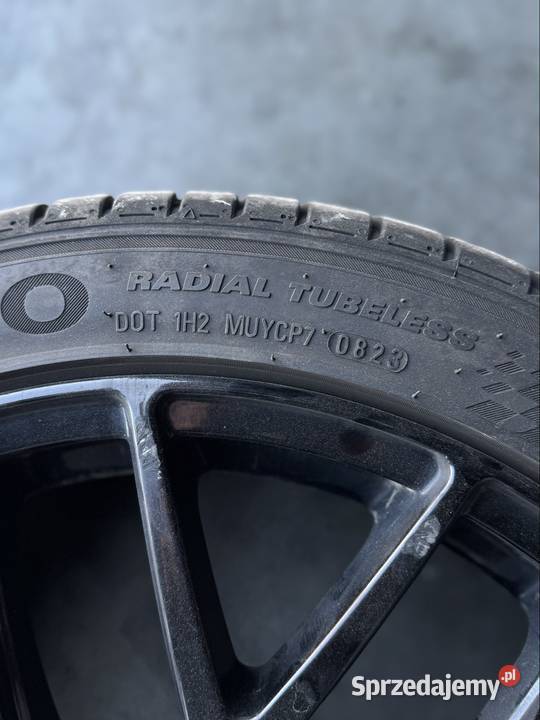 O
RADIAL TUBELESS
DOT 1H2 MUYCP7 0823
Sprzedajemy.pl